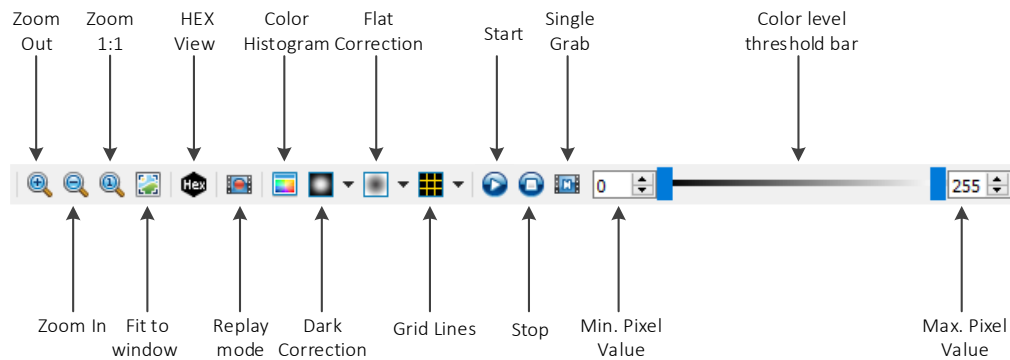 Zoom
Out
Zoom
1:1
HEX
View
Color
Histogram
Flat
Correction
Start
Single
Grab
Color level
threshold bar
Hex
1
0
255
Zoom In
Fit to
window
Replay
mode
Dark
Correction
Grid Lines
Stop
Min. Pixel
Value
Max. Pixel
Value